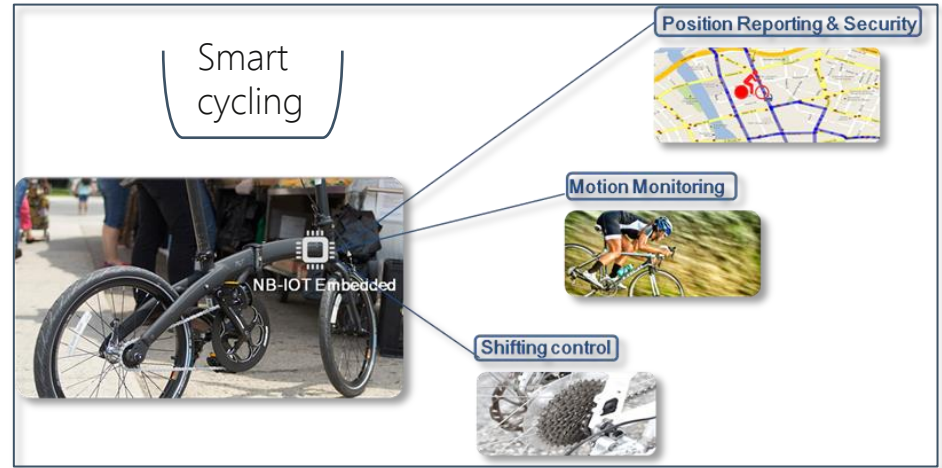 Smart
cycling
Position Reporting & Security
Motion Monitoring
NB-IOT Embedded
Shifting control